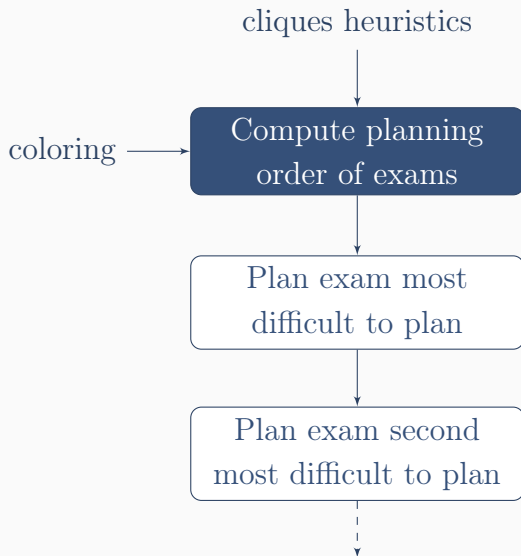 cliques heuristics
coloring
Compute planning
order of exams
Plan exam most
difficult to plan
Plan exam second
most difficult to plan